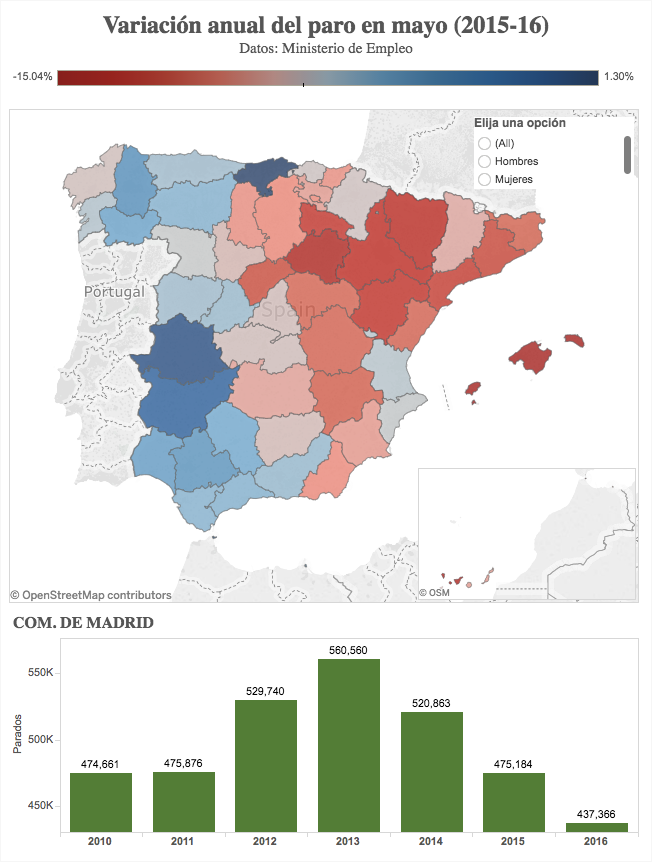 Variación anual del paro en mayo (2015-16)
Datos: Ministerio de Empleo
-15.04%
1.30%
Elija una opción
(All)
Hombres
Mujeres
Portugal
Spain
© OpenStreetMap contributors
© OSM
COM. DE MADRID
560,560
550K
529,740
520,863
Parados
500K
474,661
475,876
475,184
450K
437,366
2010 2011 2012 2013 2014 2015 2016